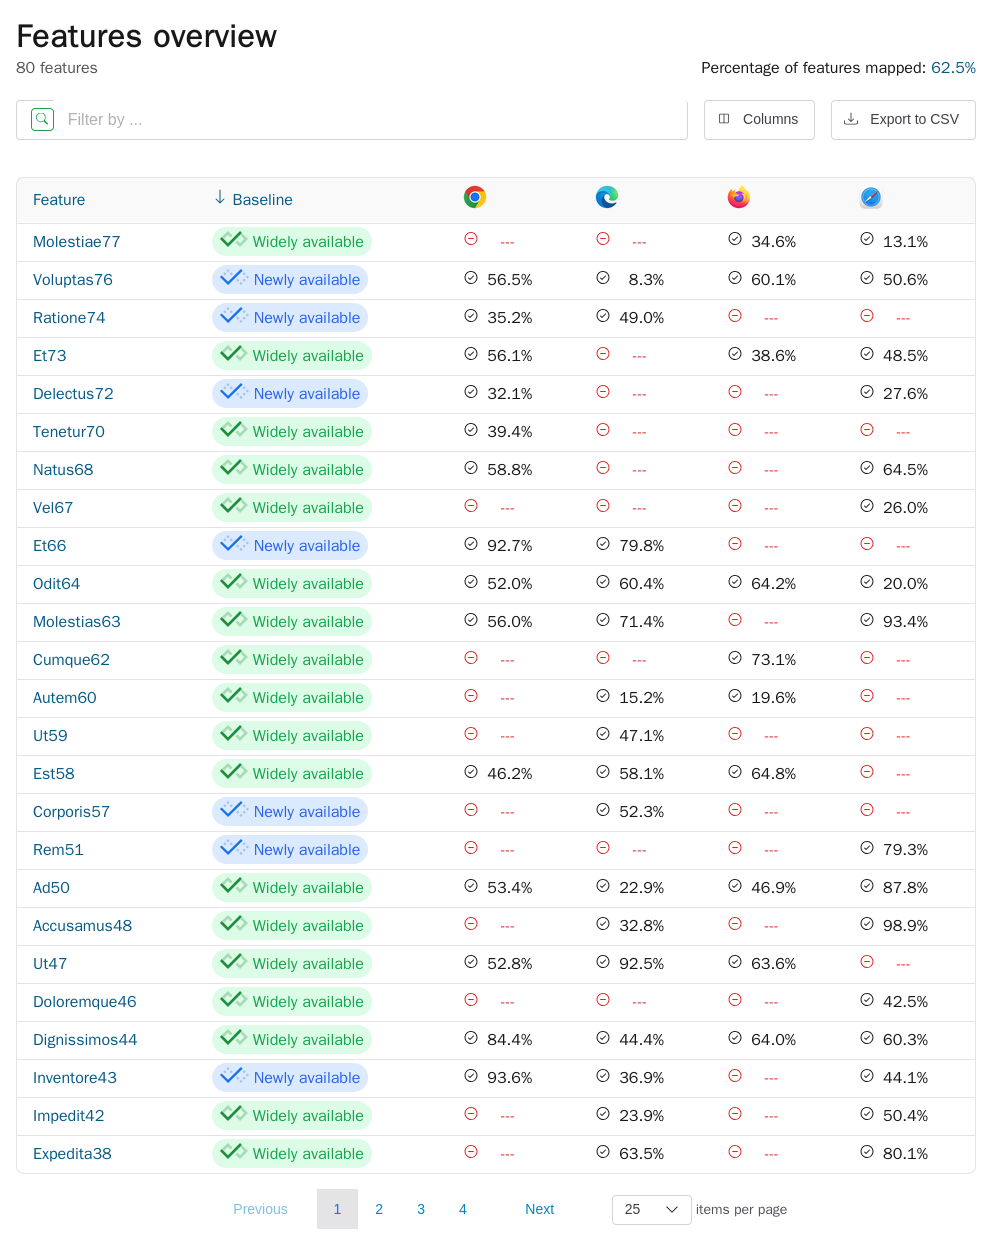 Features overview
80 features
Percentage of features mapped: 62.5%
Filter by ...
Columns
Export to CSV
Feature Baseline
Molestiae77 Widely available --- --- 34.6% 13.1%
Voluptas76 Newly available 56.5% 8.3% 60.1% 50.6%
Ratione74 Newly available 35.2% 49.0% --- ---
Et73 Widely available 56.1% --- 38.6% 48.5%
Delectus72 Newly available 32.1% --- --- 27.6%
Tenetur70 Widely available 39.4% --- --- ---
Natus68 Widely available 58.8% --- --- 64.5%
Vel67 Widely available --- --- --- 26.0%
Et66 Newly available 92.7% 79.8% --- ---
Odit64 Widely available 52.0% 60.4% 64.2% 20.0%
Molestias63 Widely available 56.0% 71.4% --- 93.4%
Cumque62 Widely available --- --- 73.1% ---
Autem60 Widely available --- 15.2% 19.6% ---
Ut59 Widely available --- 47.1% --- ---
Est58 Widely available 46.2% 58.1% 64.8% ---
Corporis57 Newly available --- 52.3% --- ---
Rem51 Newly available --- --- --- 79.3%
Ad50 Widely available 53.4% 22.9% 46.9% 87.8%
Accusamus48 Widely available --- 32.8% --- 98.9%
Ut47 Widely available 52.8% 92.5% 63.6% ---
Doloremque46 Widely available --- --- --- 42.5%
Dignissimos44 Widely available 84.4% 44.4% 64.0% 60.3%
Inventore43 Newly available 93.6% 36.9% --- 44.1%
Impedit42 Widely available --- 23.9% --- 50.4%
Expedita38 Widely available --- 63.5% --- 80.1%
Previous 1 2 3 4 Next 25 items per page